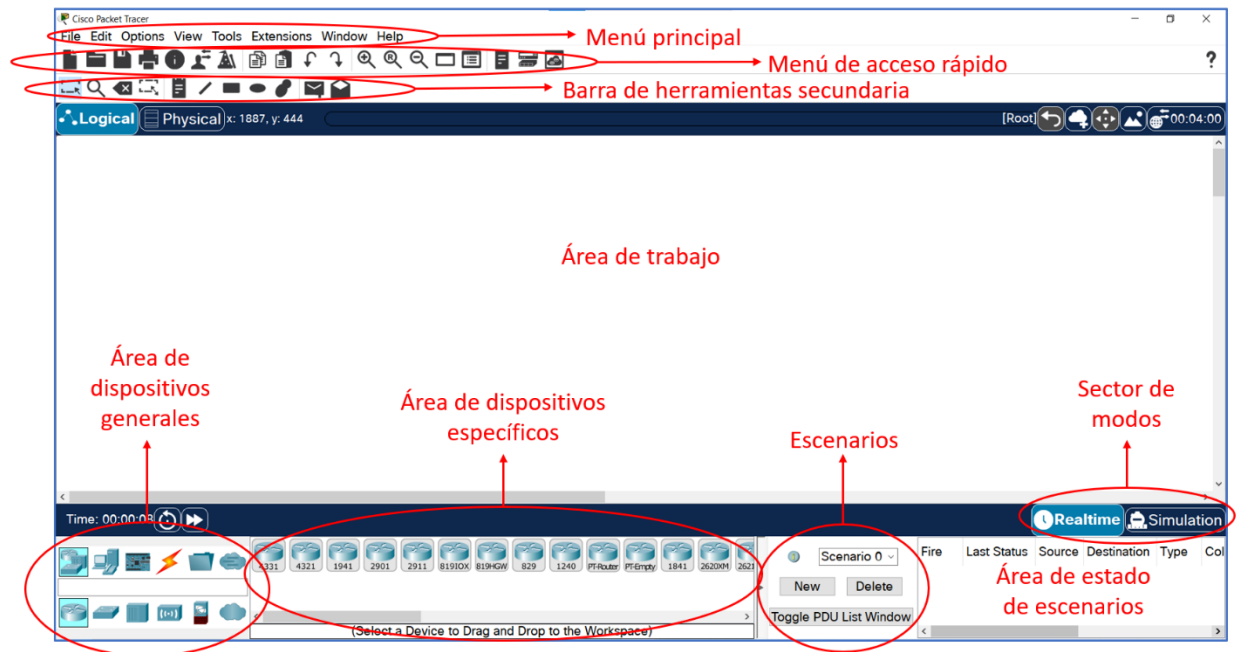 Cisco Packet Tracer
File Edit Options View Tools Extensions Window Help
Menú principal
Menú de acceso rápido
?
Barra de herramientas secundaria
Logical Physical x: 1887, y: 444 [Root] 00:04:00
Área de trabajo
Área de
dispositivos
generales
Área de dispositivos
específicos
Escenarios
Sector de
modos
Time: 00:00:08 Realtime Simulation
4331 4321 1941 2901 2911 819IOX 819HGW 829 1240 PT-Router PT-Empty 1841 2620XM 2621
Scenario 0
New Delete
Toggle PDU List Window
Fire Last Status Source Destination Type Col
Área de estado
de escenarios
(Select a Device to Drag and Drop to the Workspace)